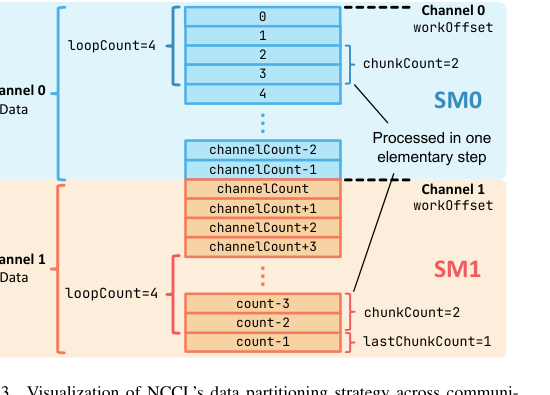 0
Channel 0
workOffset
1
loopCount=4
2
chunkCount=2
3
annel 0
Data
4
SM0
Processed in one
elementary step
channelCount-2
channelCount-1
channelCount
Channel 1
workOffset
channelCount+1
channelCount+2
channelCount+3
annel 1
Data
SM1
loopCount=4
count-3
chunkCount=2
count-2
count-1
lastChunkCount=1
3. Visualization of NCCL's data partitioning strategy across communi-